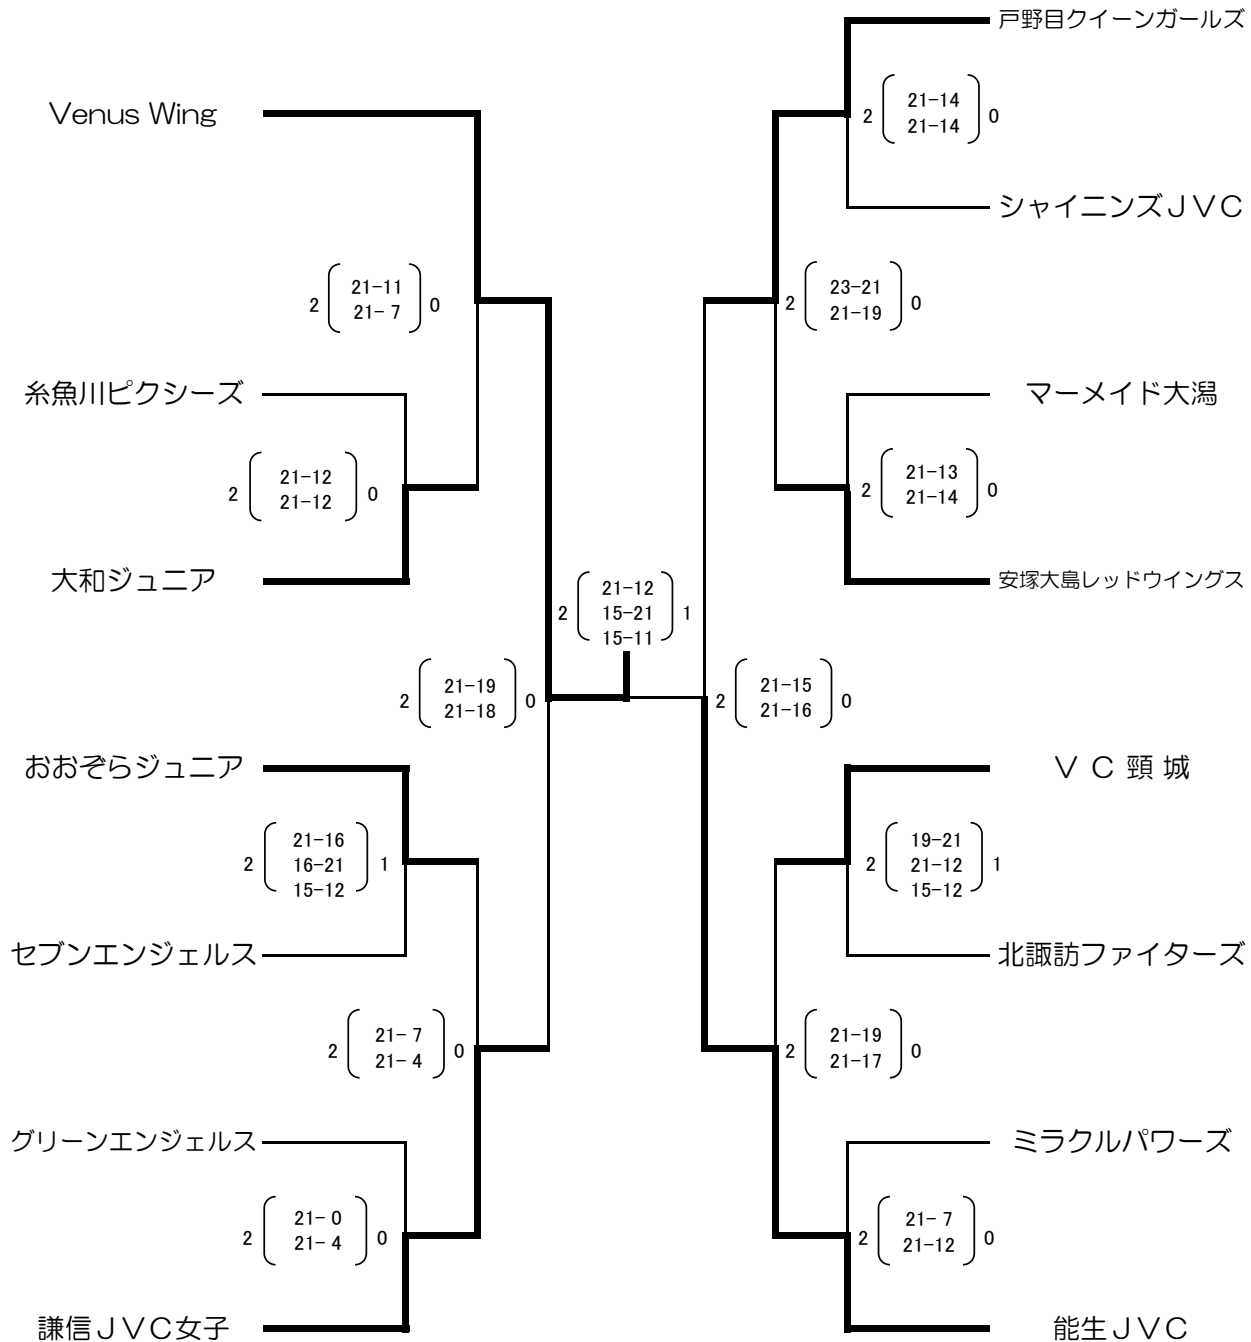 戸野目クイーンガールズ
Venus Wing
2 21-14 0
21-14
シャイニンズJVC
2 21-11 0
21- 7
2 23-21 0
21-19
糸魚川ピクシーズ
マーメイド大潟
2 21-12 0
21-12
2 21-13 0
21-14
大和ジュニア
安塚大島レッドウイングス
2 21-12 1
15-21
15-11
2 21-19 0
21-18
2 21-15 0
21-16
おおぞらジュニア
VC頸城
2 21-16 1
16-21
15-12
2 19-21 1
21-12
15-12
セブンエンジェルス
北諏訪ファイターズ
2 21- 7 0
21- 4
2 21-19 0
21-17
グリーンエンジェルス
ミラクルパワーズ
2 21- 0 0
21- 4
2 21- 7 0
21-12
謙信JVC女子
能生JVC